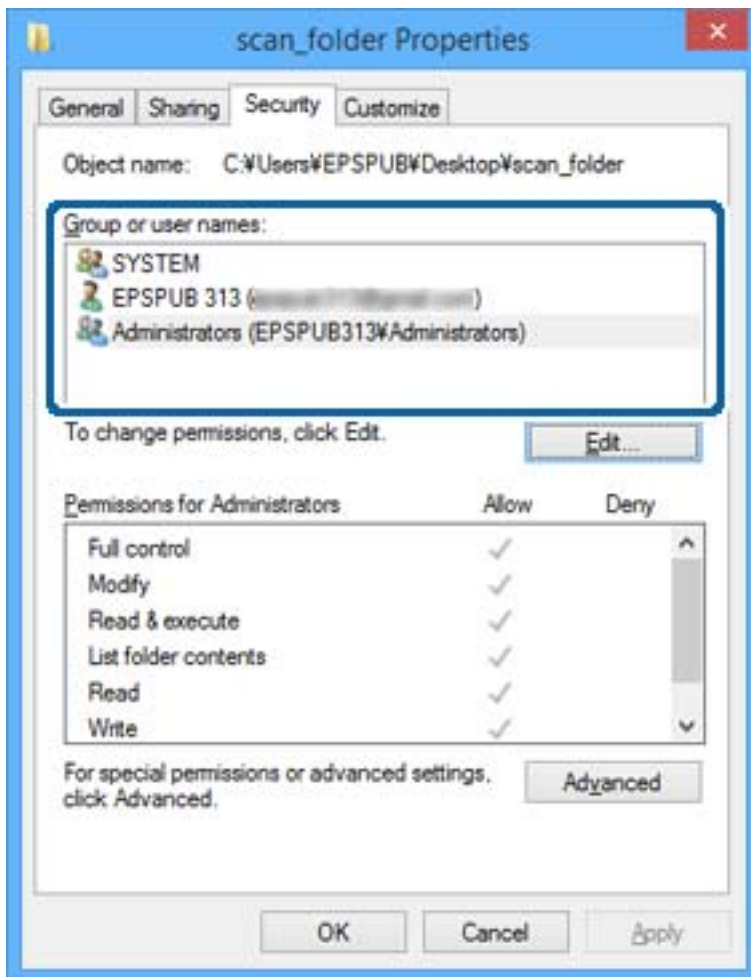 scan_folder Properties
General Sharing Security Customize
Object name: C:¥Users¥EPSPUB¥Desktop¥scan_folder
Group or user names:
SYSTEM
EPSPUB 313 ( )
Administrators (EPSPUB313¥Administrators)
To change permissions, click Edit.
Edit...
Permissions for Administrators Allow Deny
Full control
Modify
Read & execute
List folder contents
Read
Write
For special permissions or advanced settings,
click Advanced.
Advanced
OK Cancel Apply